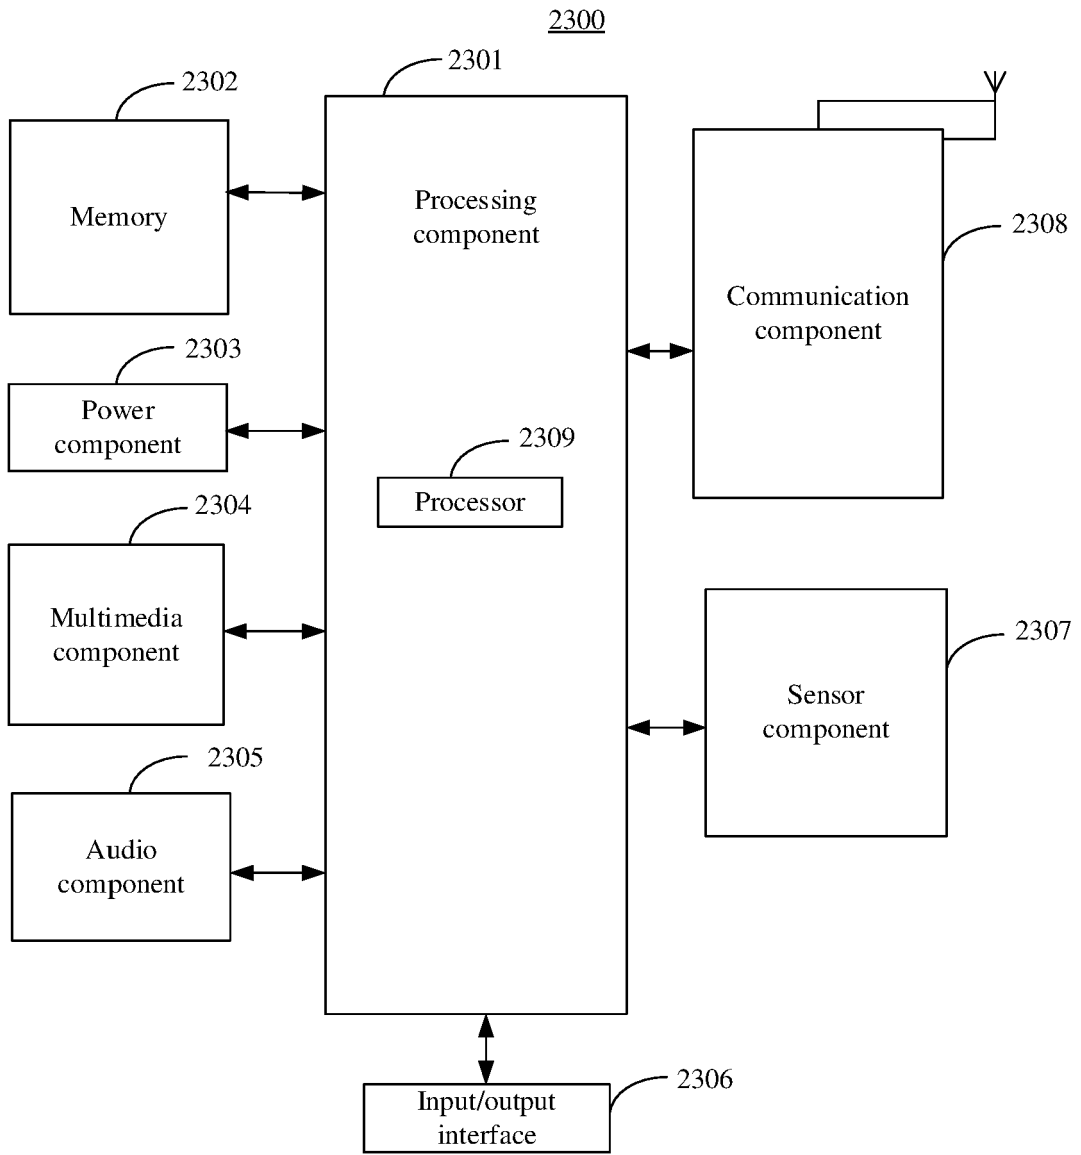 2300
2301
2302
Memory
Processing
component
2308
Communication
component
2303
Power
component
2309
Processor
2304
Multimedia
component
2307
Sensor
component
2305
Audio
component
2306
Input/output
interface